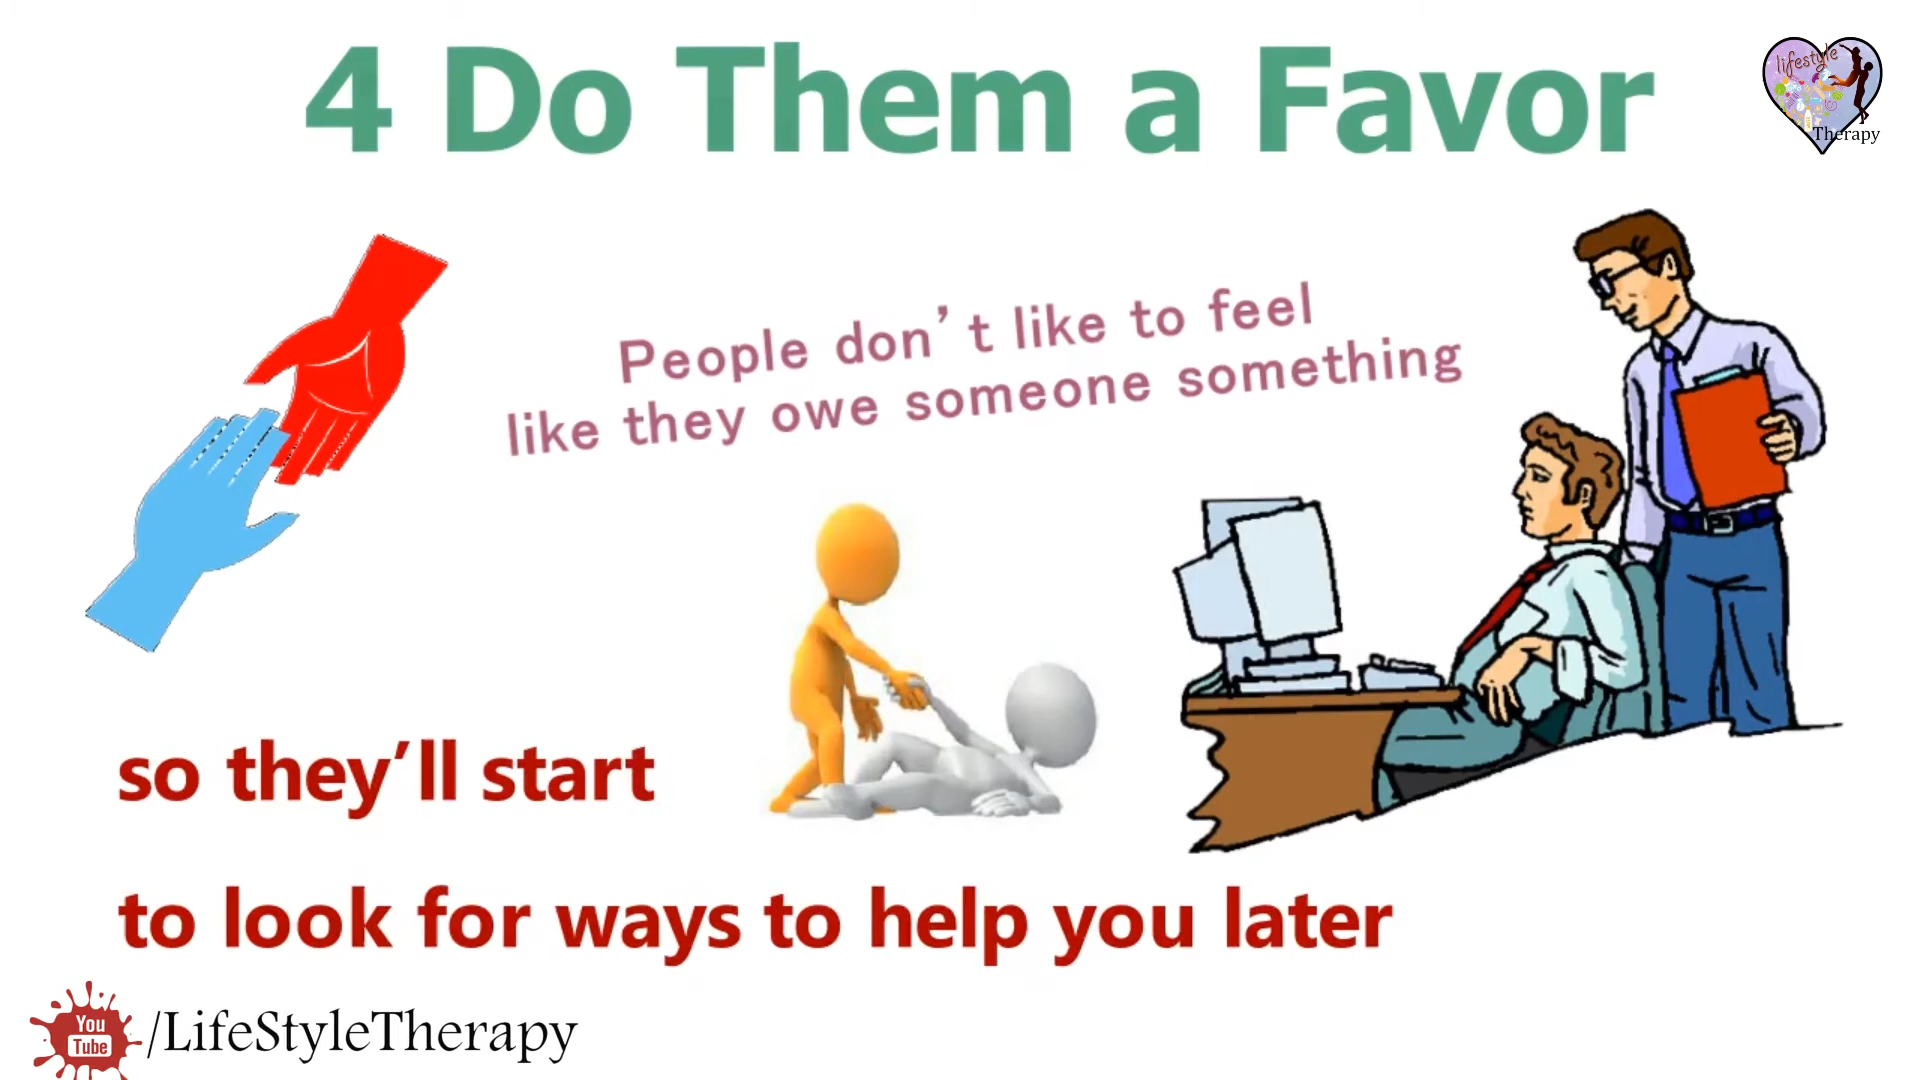 4 Do Them a Favor
lifestyle
Therapy
People don’t like to feel
like they owe someone something
so they’ll start
to look for ways to help you later
You
Tube
/LifeStyleTherapy